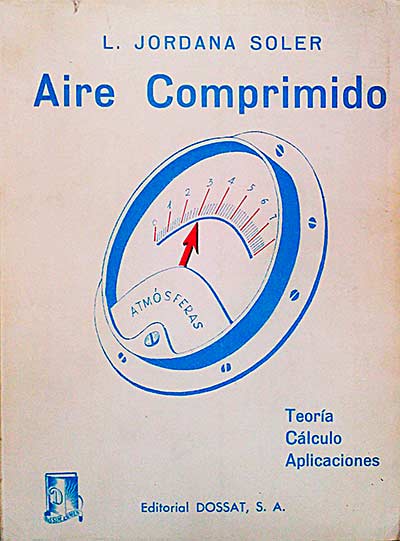 L. JORDANA SOLER
Aire Comprimido
0 1 2 3 4 5 6 7
ATMÓSFERAS
Teoría
Cálculo
Aplicaciones
D
Editorial DOSSAT, S. A.